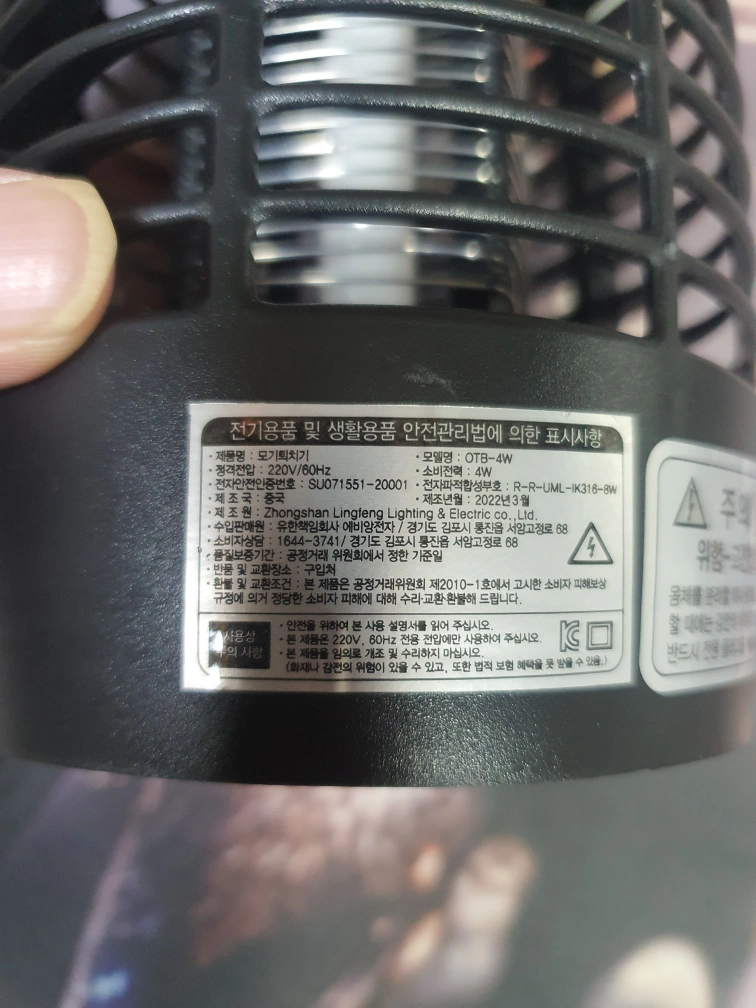 전기용품 및 생활용품 안전관리법에 의한 표시사항
· 제품명 : 모기퇴치기 · 모델명 : OTB-4W
· 정격전압 : 220V/60Hz · 소비전력 : 4W
· 전자안전인증번호 : SU071551-20001 · 전자파적합성부호 : R-R-UML-IK316-8W
· 제 조 국 : 중국 · 제조년월 : 2022년3월
· 제 조 원 : Zhongshan Lingfeng Lighting & Electric co.,Ltd.
· 수입판매원 : 유한책임회사 에비앙전자 / 경기도 김포시 통진읍 서암고정로 68
· 소비자상담 : 1644-3741/ 경기도 김포시 통진읍 서암고정로 68
· 품질보증기간 : 공정거래 위원회에서 정한 기준일
· 반품 및 교환장소 : 구입처
· 환불 및 교환조건 : 본 제품은 공정거래위원회 제2010-1호에서 고시한 소비자 피해보상
규정에 의거 정당한 소비자 피해에 대해 수리·교환·환불해 드립니다.
사용상
주의 사항
· 안전을 위하여 본 사용 설명서를 읽어 주십시오.
· 본 제품은 220V, 60Hz 전용 전압에만 사용하여 주십시오.
· 본 제품을 임의로 개조 및 수리하지 마십시오.
(화재나 감전의 위험이 있을 수 있고, 또한 법적 보험 혜택을 못 받을 수 있음.)
주
위험-고
몸체를
할 때에는
반드시 전원